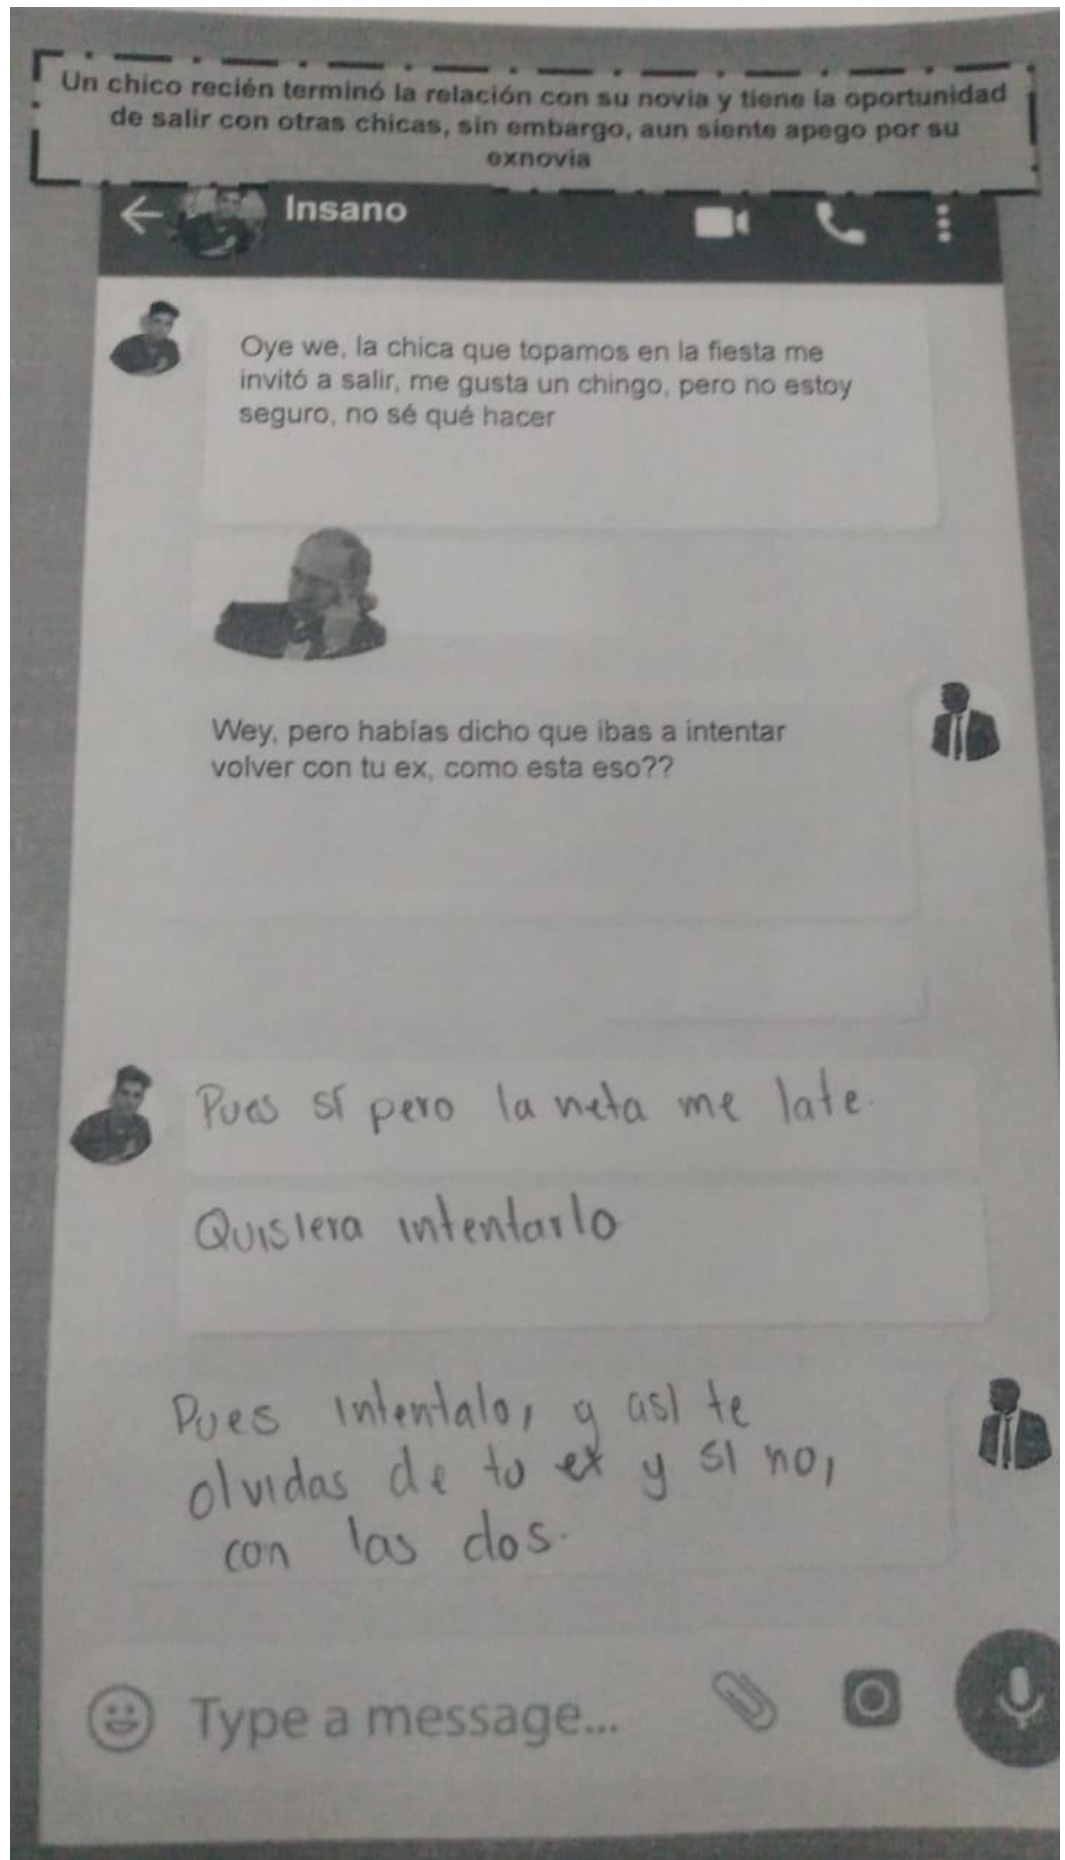 Un chico recién terminó la relación con su novia y tiene la oportunidad
de salir con otras chicas, sin embargo, aun siente apego por su
exnovia
Insano
Oye we, la chica que topamos en la fiesta me
invitó a salir, me gusta un chingo, pero no estoy
seguro, no sé qué hacer
Wey, pero habías dicho que ibas a intentar
volver con tu ex, como esta eso??
Pues sí pero la neta me late.
Quisiera intentarlo
Pues intentalo, y asi te
olvidas de tu ex y si no,
con las dos.
Type a message...